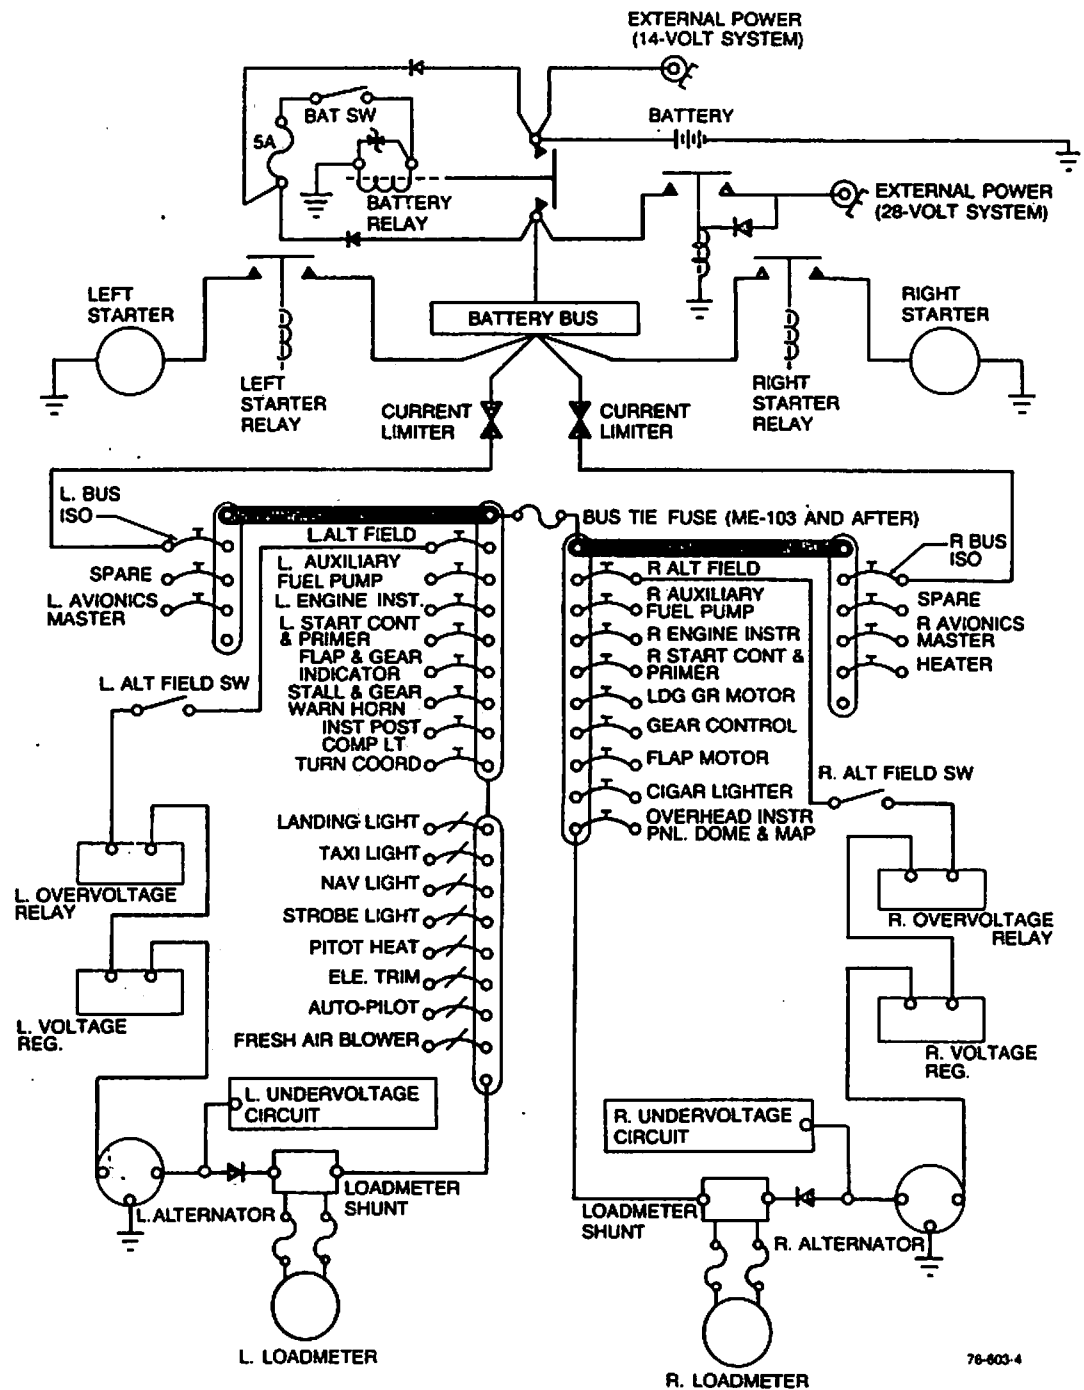 EXTERNAL POWER
(14-VOLT SYSTEM)
BAT SW
5A
BATTERY
BATTERY
RELAY
EXTERNAL POWER
(28-VOLT SYSTEM)
LEFT
STARTER
BATTERY BUS
RIGHT
STARTER
LEFT
STARTER
RELAY
CURRENT
LIMITER
CURRENT
LIMITER
RIGHT
STARTER
RELAY
L. BUS
ISO
BUS TIE FUSE (ME-103 AND AFTER)
R BUS
ISO
SPARE
L. AVIONICS
MASTER
L.ALT FIELD
L. AUXILIARY
FUEL PUMP
L. ENGINE INST.
L. START CONT
& PRIMER
FLAP & GEAR
INDICATOR
STALL & GEAR
WARN HORN
INST POST
COMP LT
TURN COORD
R ALT FIELD
R AUXILIARY
FUEL PUMP
R ENGINE INSTR
R START CONT &
PRIMER
LDG GR MOTOR
GEAR CONTROL
FLAP MOTOR
CIGAR LIGHTER
OVERHEAD INSTR
PNL. DOME & MAP
SPARE
R AVIONICS
MASTER
HEATER
L. ALT FIELD SW
R. ALT FIELD SW
LANDING LIGHT
TAXI LIGHT
NAV LIGHT
STROBE LIGHT
PITOT HEAT
ELE. TRIM
AUTO-PILOT
FRESH AIR BLOWER
L. OVERVOLTAGE
RELAY
R. OVERVOLTAGE
RELAY
L. VOLTAGE
REG.
R. VOLTAGE
REG.
L. UNDERVOLTAGE
CIRCUIT
R. UNDERVOLTAGE
CIRCUIT
LOADMETER
SHUNT
L.ALTERNATOR
LOADMETER
SHUNT
R. ALTERNATOR
L. LOADMETER
R. LOADMETER
76-603-4